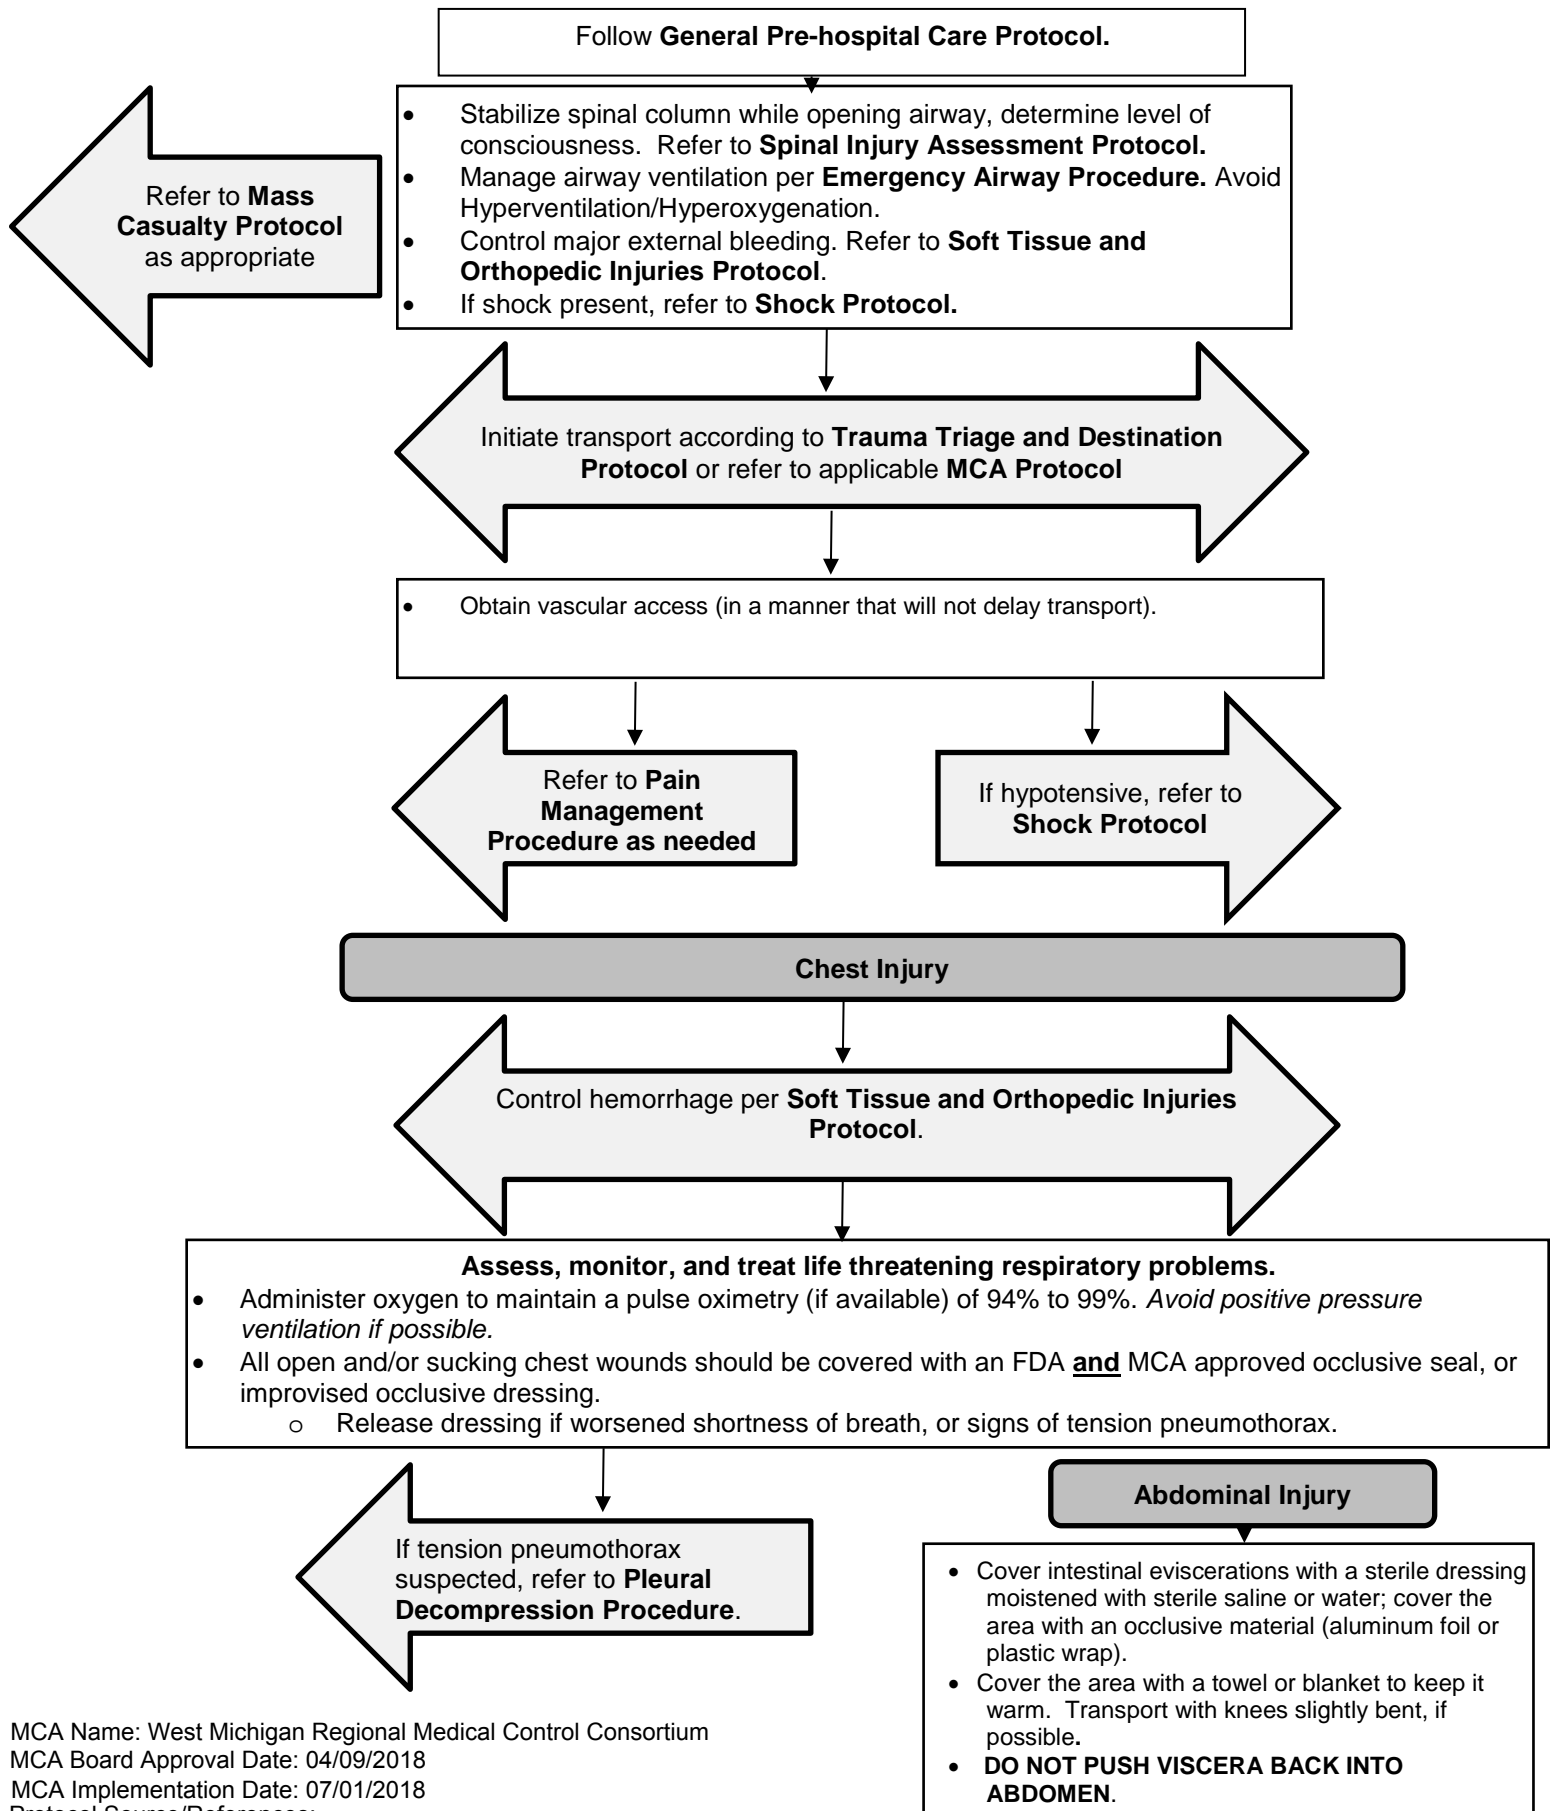 Follow General Pre-hospital Care Protocol.
• Stabilize spinal column while opening airway, determine level of
consciousness. Refer to Spinal Injury Assessment Protocol.
• Manage airway ventilation per Emergency Airway Procedure. Avoid
Hyperventilation/Hyperoxygenation.
• Control major external bleeding. Refer to Soft Tissue and
Orthopedic Injuries Protocol.
• If shock present, refer to Shock Protocol.
Refer to Mass
Casualty Protocol
as appropriate
Initiate transport according to Trauma Triage and Destination
Protocol or refer to applicable MCA Protocol
• Obtain vascular access (in a manner that will not delay transport).
Refer to Pain
Management
Procedure as needed
If hypotensive, refer to
Shock Protocol
Chest Injury
Control hemorrhage per Soft Tissue and Orthopedic Injuries
Protocol.
Assess, monitor, and treat life threatening respiratory problems.
• Administer oxygen to maintain a pulse oximetry (if available) of 94% to 99%. Avoid positive pressure
ventilation if possible.
• All open and/or sucking chest wounds should be covered with an FDA and MCA approved occlusive seal, or
improvised occlusive dressing.
o Release dressing if worsened shortness of breath, or signs of tension pneumothorax.
If tension pneumothorax
suspected, refer to Pleural
Decompression Procedure.
Abdominal Injury
• Cover intestinal eviscerations with a sterile dressing
moistened with sterile saline or water; cover the
area with an occlusive material (aluminum foil or
plastic wrap).
• Cover the area with a towel or blanket to keep it
warm. Transport with knees slightly bent, if
possible.
• DO NOT PUSH VISCERA BACK INTO
ABDOMEN.
MCA Name: West Michigan Regional Medical Control Consortium
MCA Board Approval Date: 04/09/2018
MCA Implementation Date: 07/01/2018
Protocol Source/References: